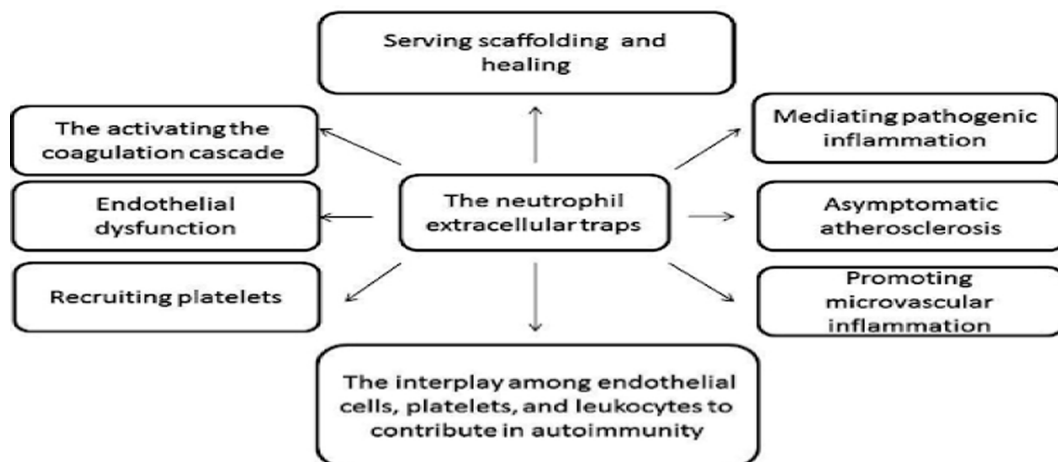 Serving scaffolding and
healing
The activating the
coagulation cascade
Mediating pathogenic
inflammation
Endothelial
dysfunction
The neutrophil
extracellular traps
Asymptomatic
atherosclerosis
Recruiting platelets
Promoting
microvascular
inflammation
The interplay among endothelial
cells, platelets, and leukocytes to
contribute in autoimmunity